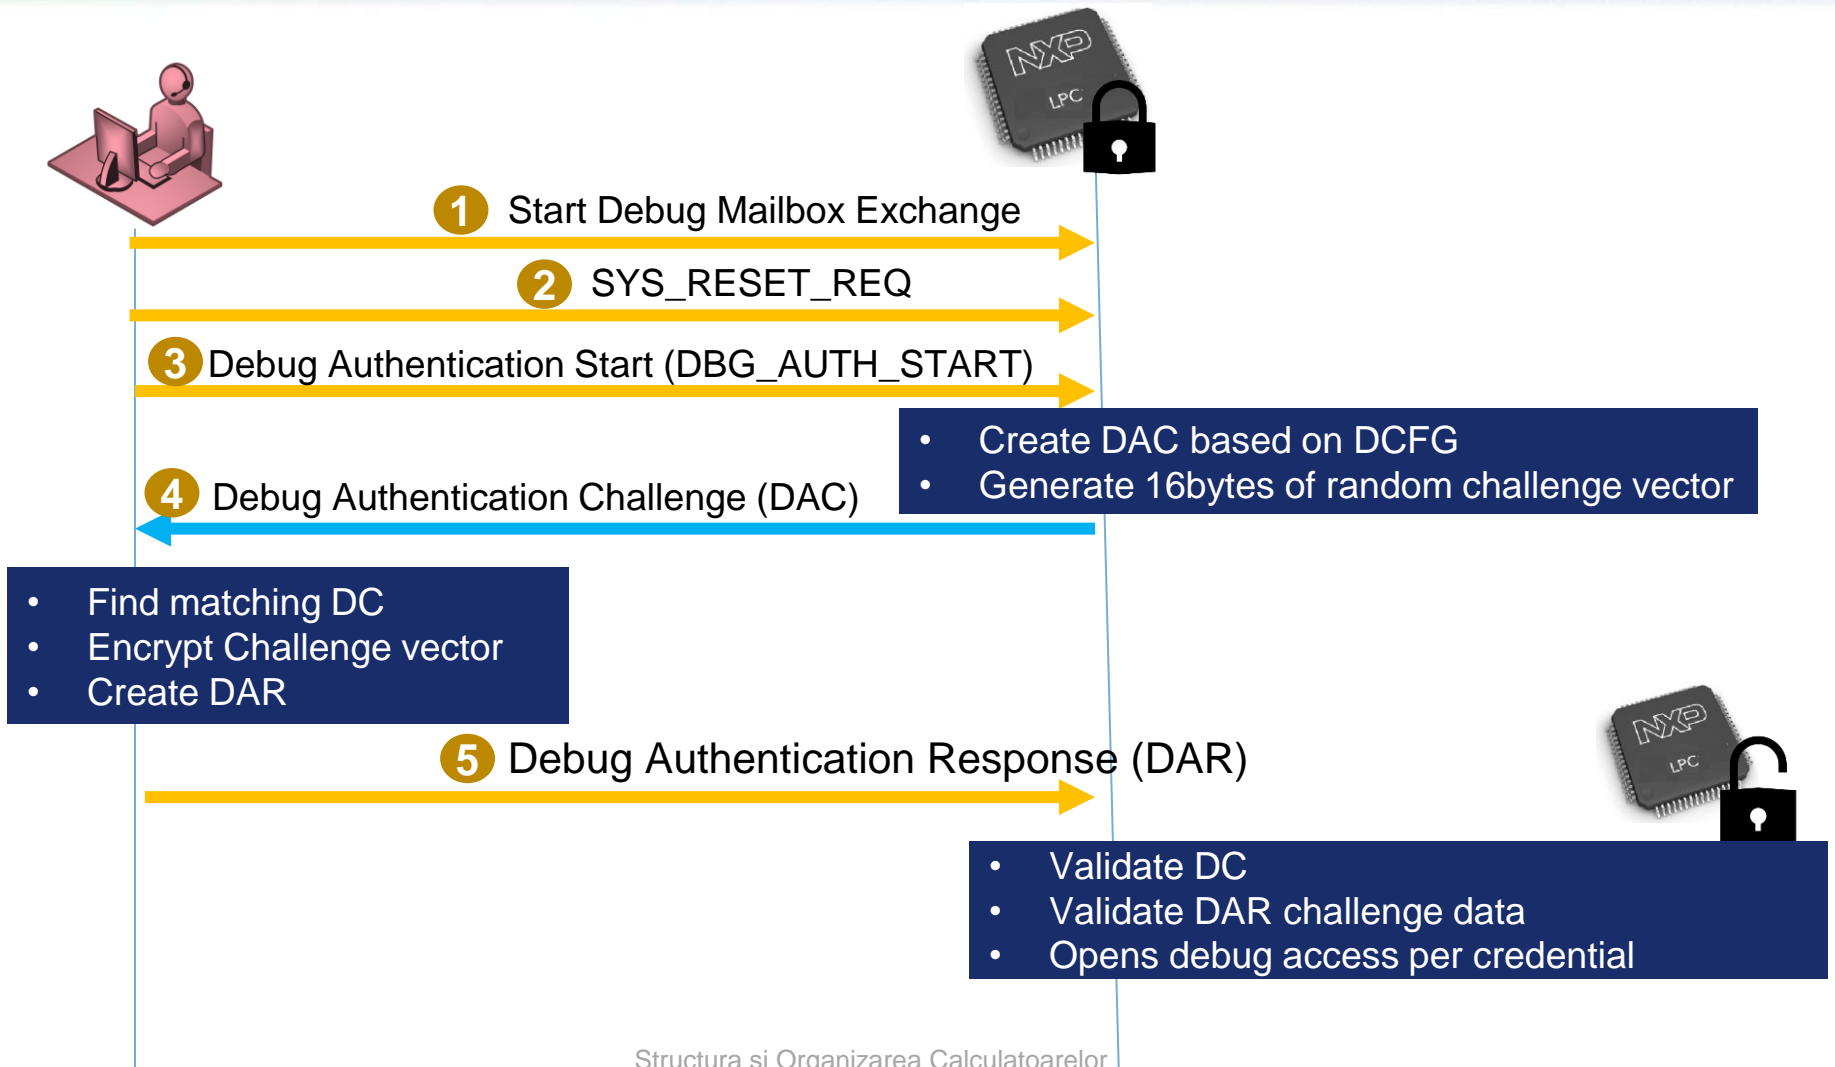 NXP
LPC
1 Start Debug Mailbox Exchange
2 SYS_RESET_REQ
3 Debug Authentication Start (DBG_AUTH_START)
• Create DAC based on DCFG
• Generate 16bytes of random challenge vector
4 Debug Authentication Challenge (DAC)
• Find matching DC
• Encrypt Challenge vector
• Create DAR
NXP
LPC
5 Debug Authentication Response (DAR)
• Validate DC
• Validate DAR challenge data
• Opens debug access per credential
Structura si Organizarea Calculatoarelor